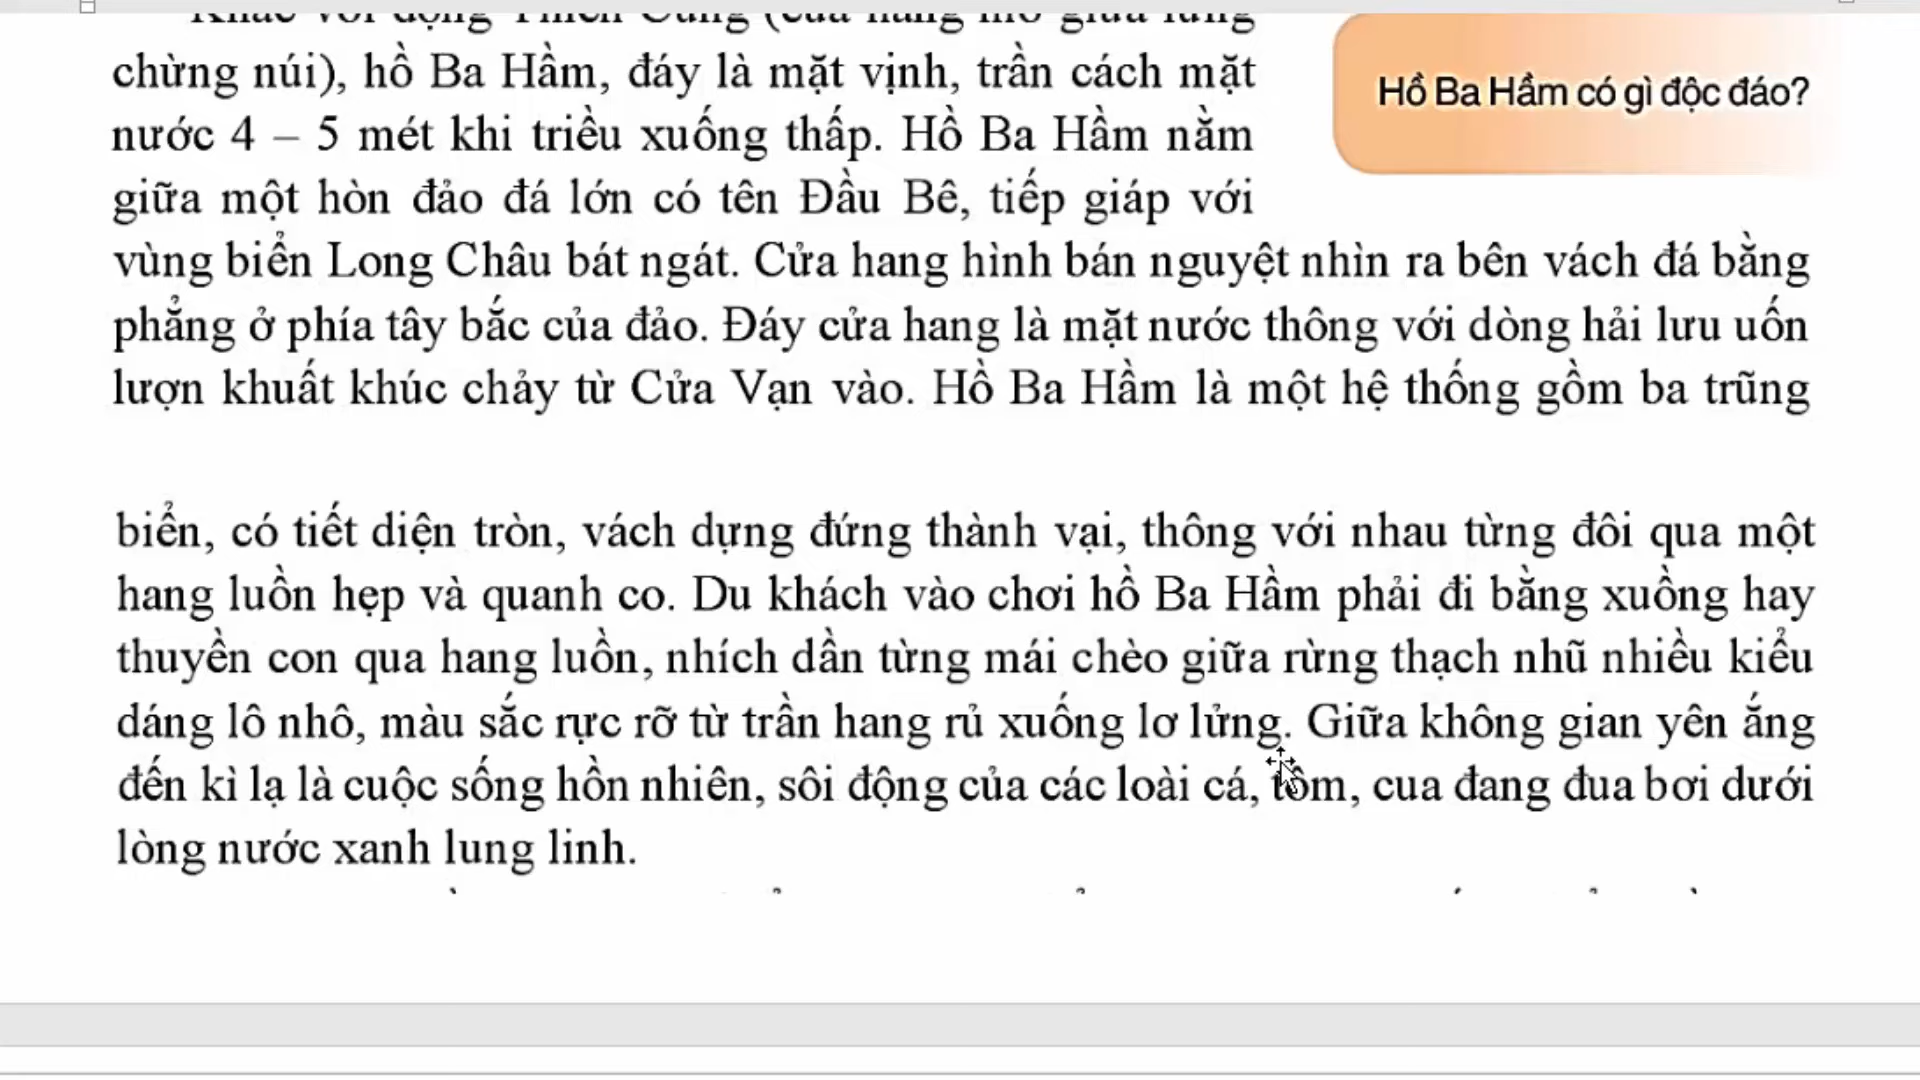 Khác với động Thiên Cung (cửa hang mở giữa lưng
chừng núi), hồ Ba Hầm, đáy là mặt vịnh, trần cách mặt
nước 4 – 5 mét khi triều xuống thấp. Hồ Ba Hầm nằm
giữa một hòn đảo đá lớn có tên Đầu Bê, tiếp giáp với
vùng biển Long Châu bát ngát. Cửa hang hình bán nguyệt nhìn ra bên vách đá bằng
phẳng ở phía tây bắc của đảo. Đáy cửa hang là mặt nước thông với dòng hải lưu uốn
lượn khuất khúc chảy từ Cửa Vạn vào. Hồ Ba Hầm là một hệ thống gồm ba trũng
biển, có tiết diện tròn, vách dựng đứng thành vại, thông với nhau từng đôi qua một
hang luồn hẹp và quanh co. Du khách vào chơi hồ Ba Hầm phải đi bằng xuồng hay
thuyền con qua hang luồn, nhích dần từng mái chèo giữa rừng thạch nhũ nhiều kiểu
dáng lô nhô, màu sắc rực rỡ từ trần hang rủ xuống lơ lửng. Giữa không gian yên ắng
đến kì lạ là cuộc sống hồn nhiên, sôi động của các loài cá, tôm, cua đang đua bơi dưới
lòng nước xanh lung linh.
Hồ Ba Hầm có gì độc đáo?